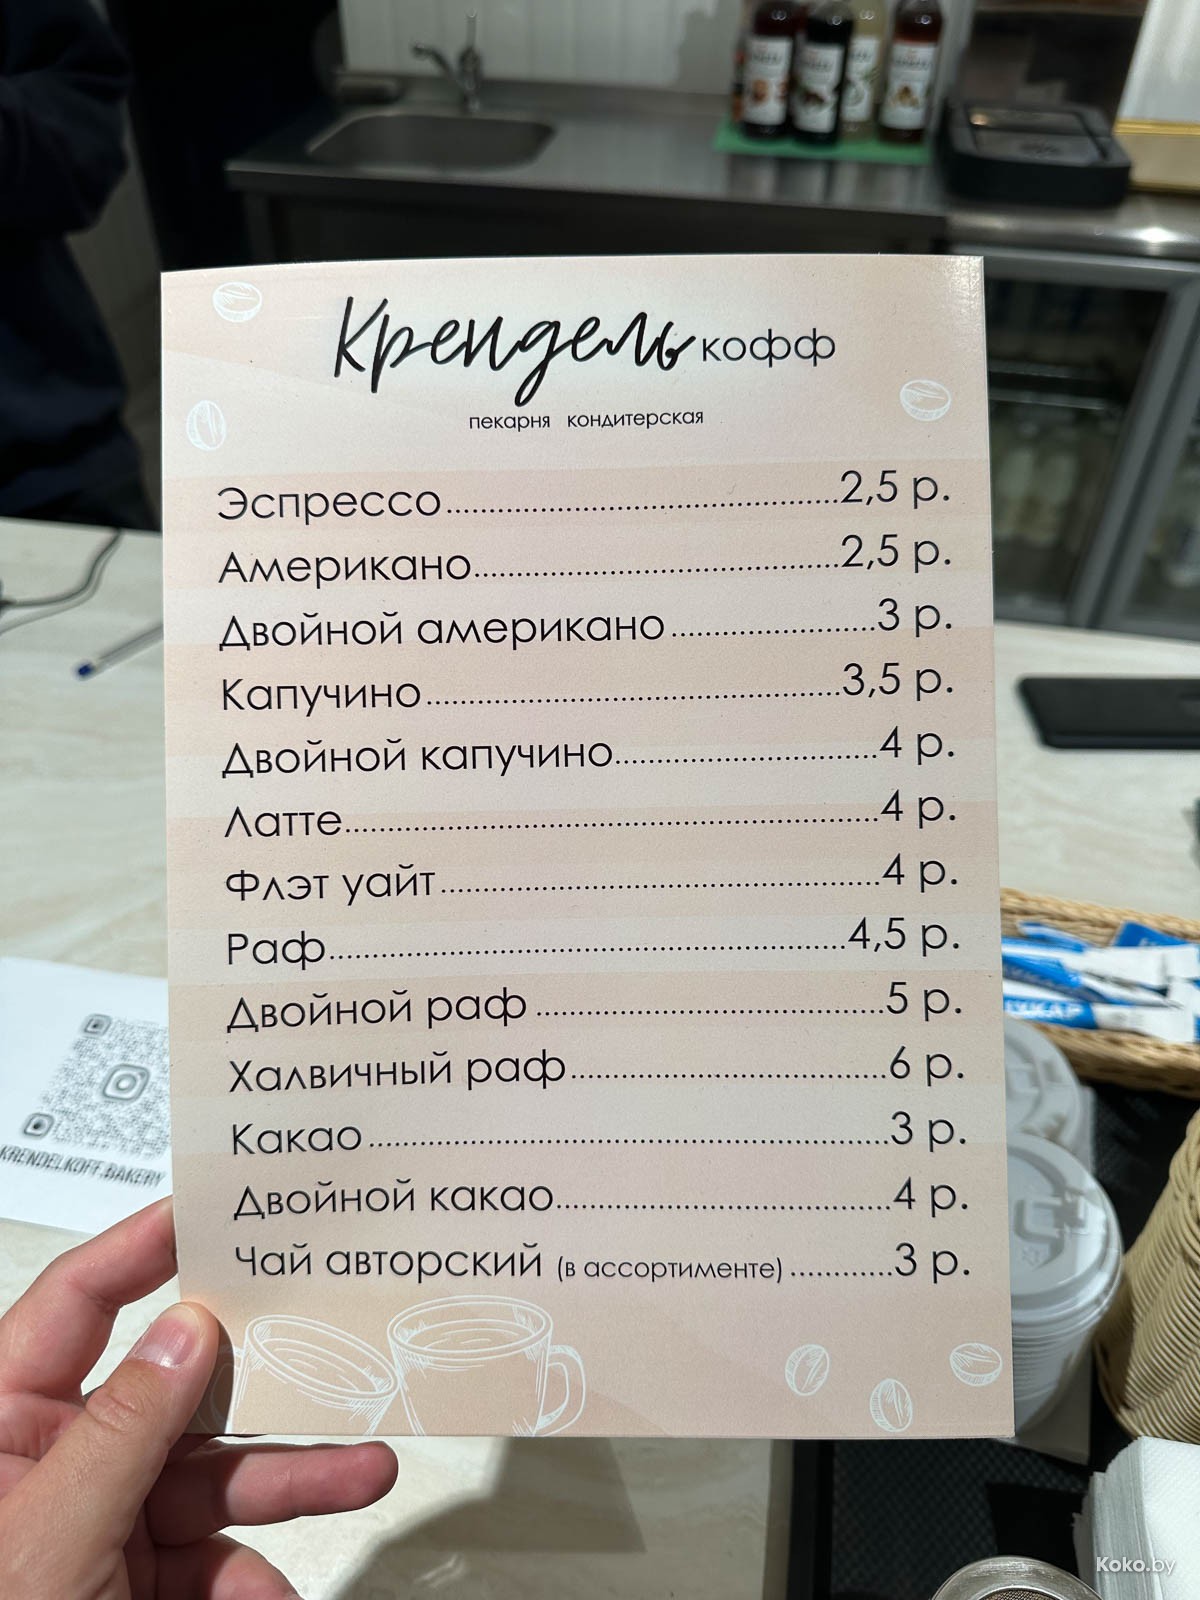 Крендель кофф
пекарня кондитерская
Эспрессо......2,5 р.
Американо......2,5 р.
Двойной американо......3 р.
Капучино......3,5 р.
Двойной капучино......4 р.
Латте......4 р.
Флэт уайт......4 р.
Раф......4,5 р.
Двойной раф......5 р.
Халвичный раф......6 р.
Какао......3 р.
Двойной какао......4 р.
Чай авторский (в ассортименте)......3 р.
KRENDELKOFF.BAKERY
Koko.by